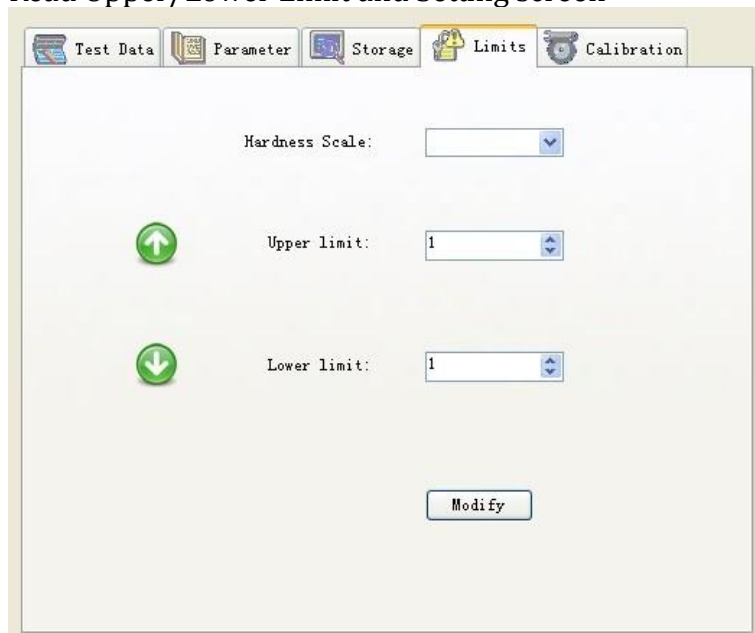 Read Upper/Lower Limit and Setting Screen
Test Data Parameter Storage Limits Calibration
Hardness Scale:
Upper limit: 1
Lower limit: 1
Modify